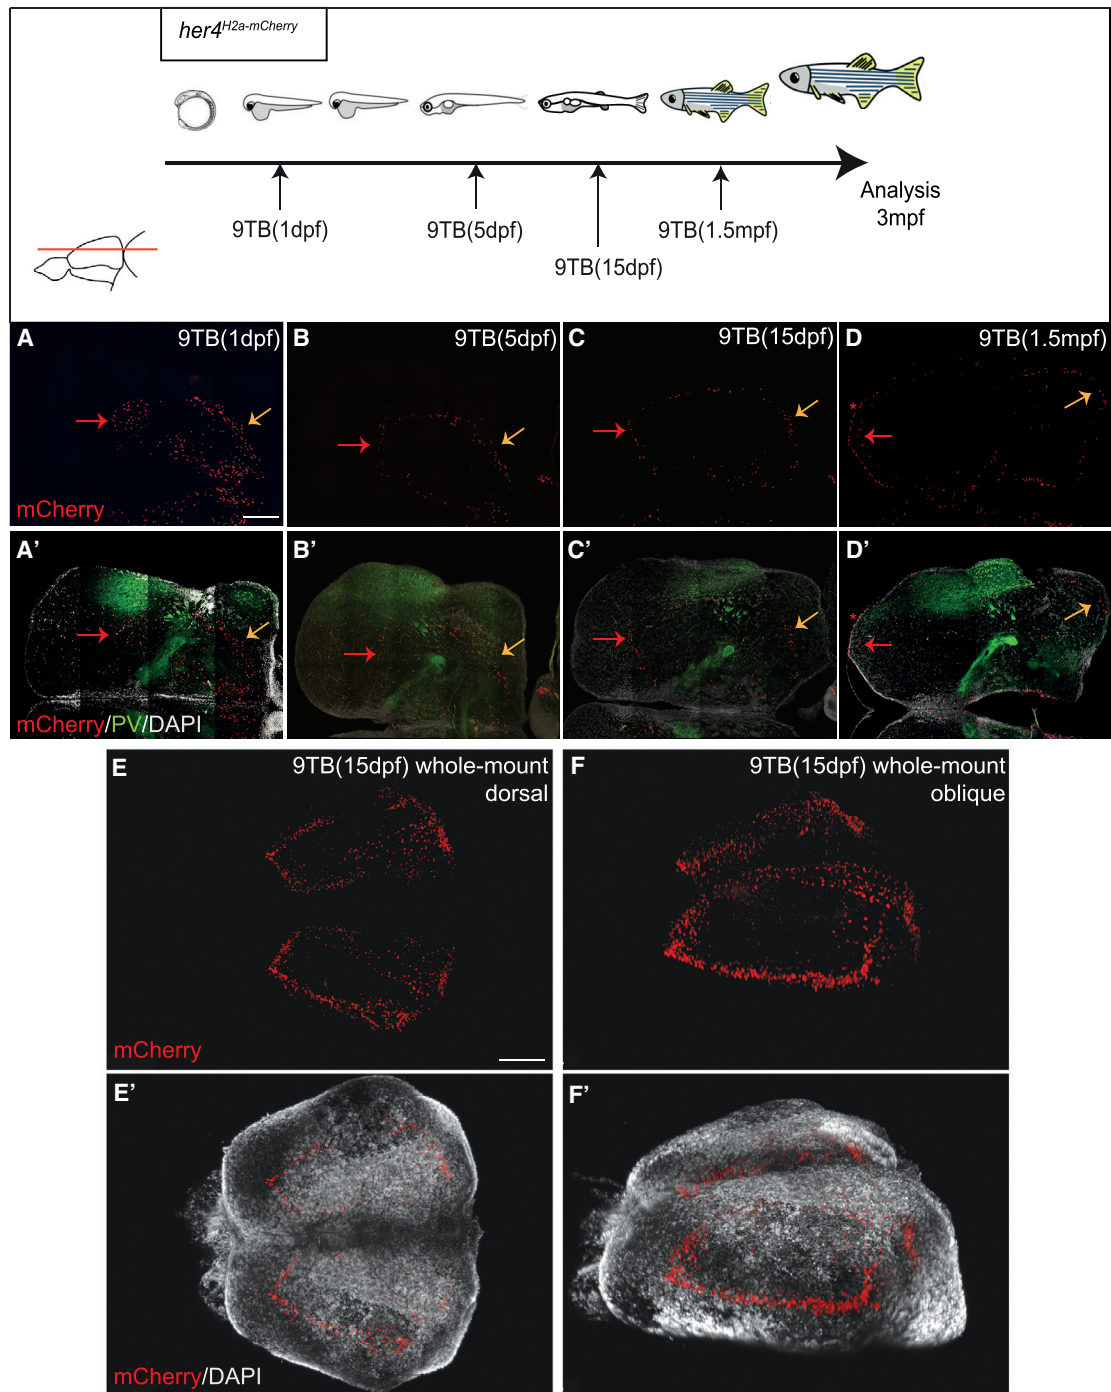 her4H2a-mCherry
9TB(1dpf)
9TB(5dpf)
9TB(15dpf)
9TB(1.5mpf)
Analysis
3mpf
A
9TB(1dpf)
mCherry
B
9TB(5dpf)
C
9TB(15dpf)
D
9TB(1.5mpf)
*
A’
mCherry/PV/DAPI
B’
C’
D’
*
E
9TB(15dpf) whole-mount
dorsal
mCherry
F
9TB(15dpf) whole-mount
oblique
E’
mCherry/DAPI
F’